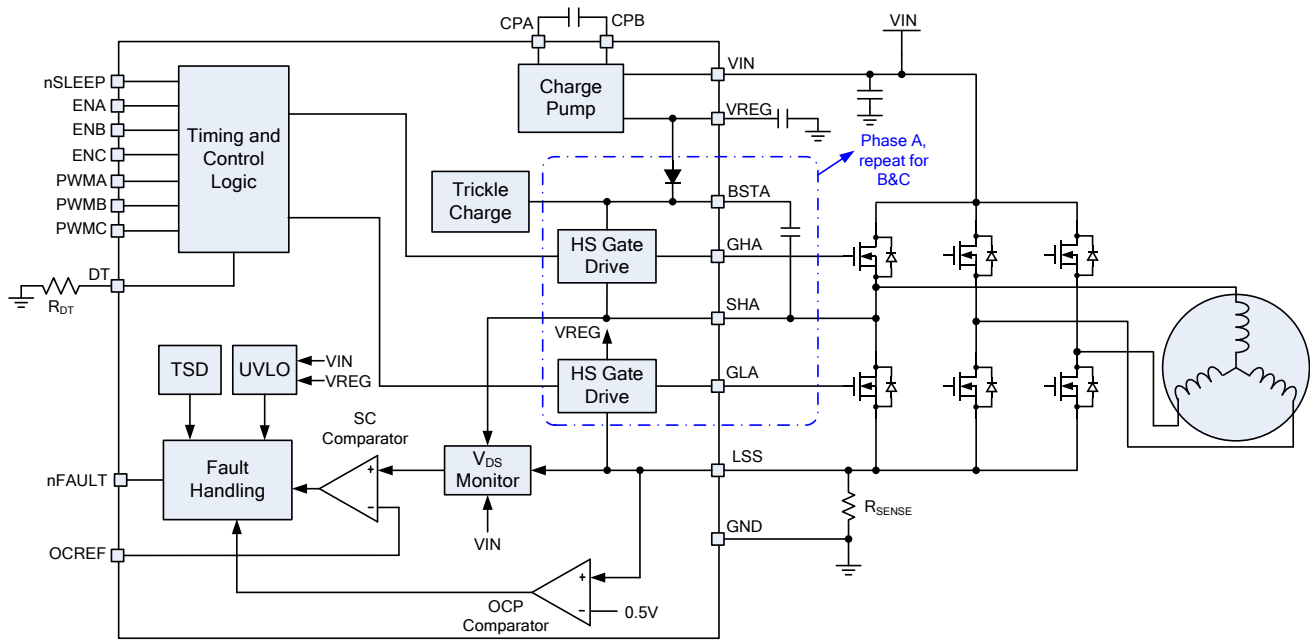 CPA
CPB
VIN
nSLEEP
ENA
ENB
ENC
PWMA
PWMB
PWMC
DT
RDT
Timing and
Control
Logic
Charge
Pump
VIN
VREG
Phase A,
repeat for
B&C
Trickle
Charge
BSTA
HS Gate
Drive
GHA
SHA
VREG
HS Gate
Drive
GLA
TSD
UVLO
VIN
VREG
SC
Comparator
+
−
Fault
Handling
nFAULT
VDS
Monitor
VIN
LSS
RSENSE
GND
OCREF
+
−
0.5V
OCP
Comparator